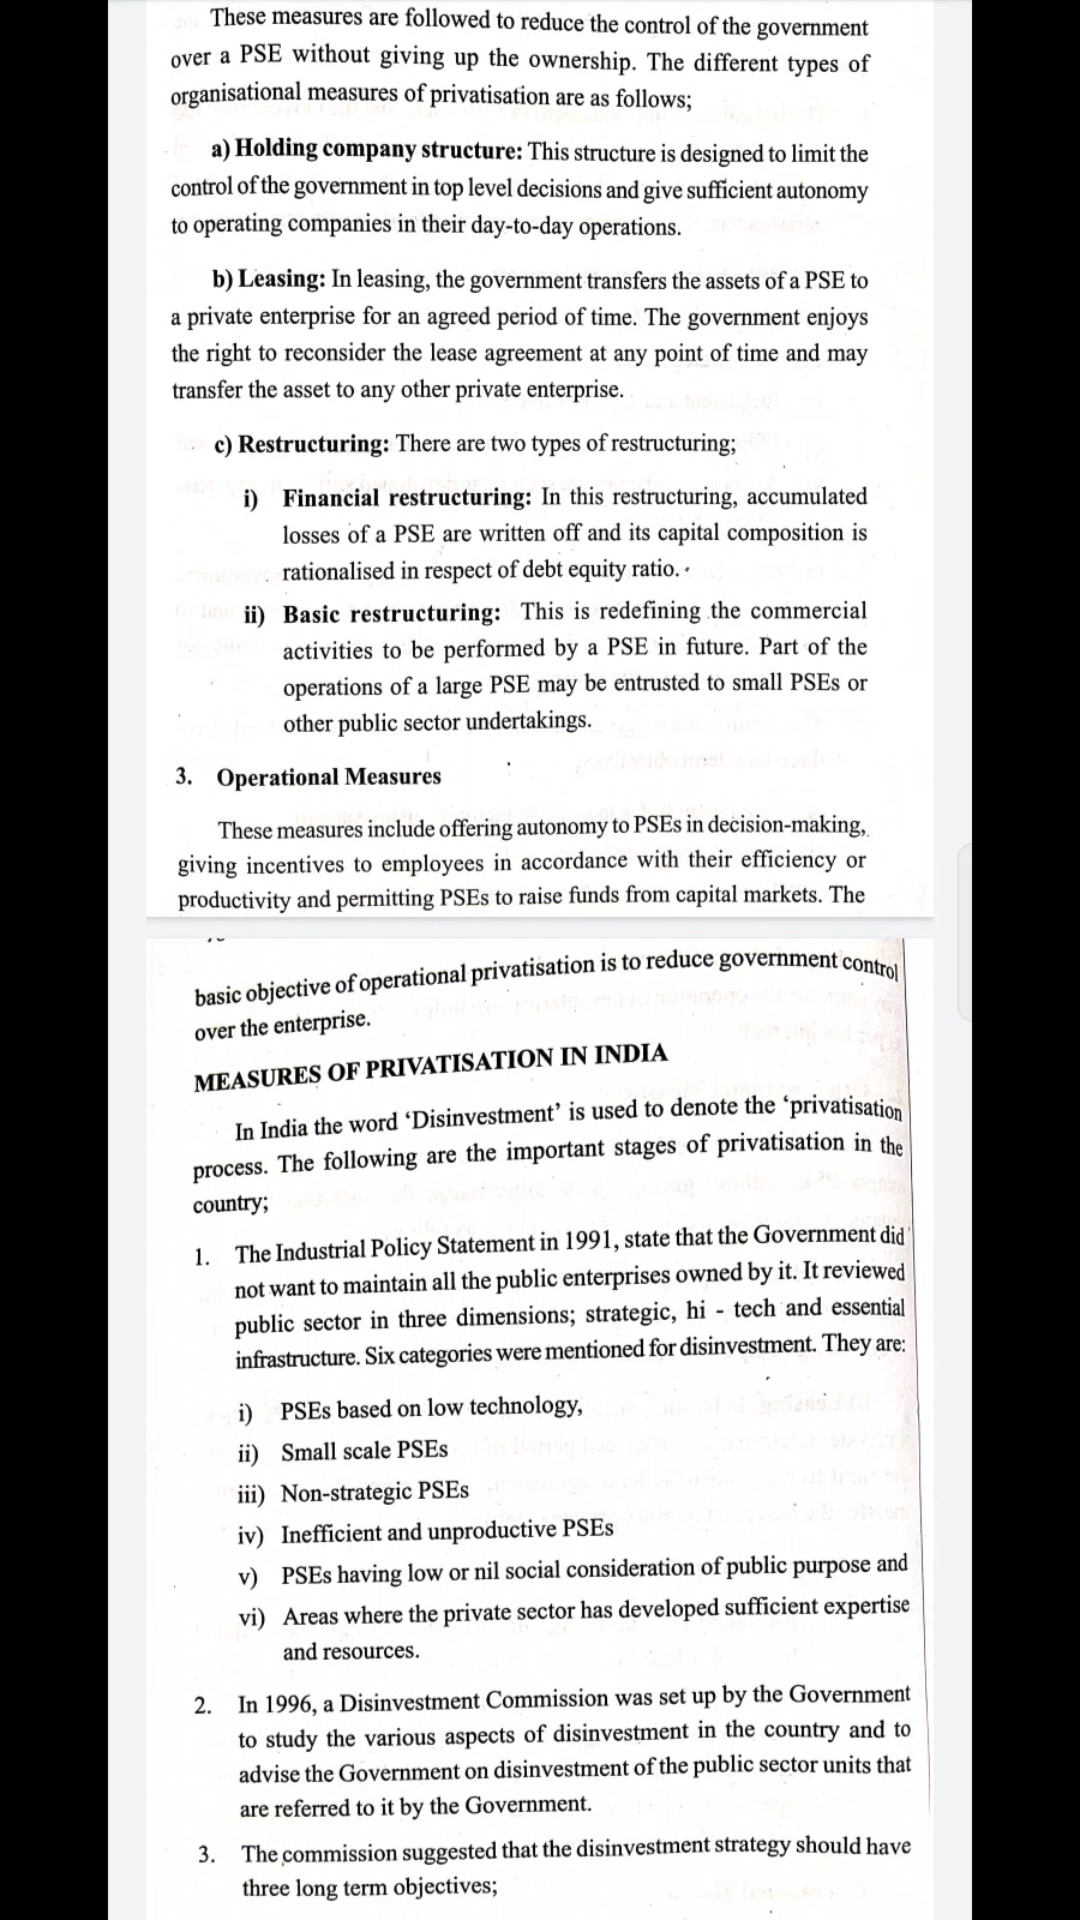 These measures are followed to reduce the control of the government
over a PSE without giving up the ownership. The different types of
organisational measures of privatisation are as follows;
a) Holding company structure: This structure is designed to limit the
control of the government in top level decisions and give sufficient autonomy
to operating companies in their day-to-day operations.
b) Leasing: In leasing, the government transfers the assets of a PSE to
a private enterprise for an agreed period of time. The government enjoys
the right to reconsider the lease agreement at any point of time and may
transfer the asset to any other private enterprise.
c) Restructuring: There are two types of restructuring;
i) Financial restructuring: In this restructuring, accumulated
losses of a PSE are written off and its capital composition is
rationalised in respect of debt equity ratio.
ii) Basic restructuring: This is redefining the commercial
activities to be performed by a PSE in future. Part of the
operations of a large PSE may be entrusted to small PSEs or
other public sector undertakings.
3. Operational Measures
These measures include offering autonomy to PSEs in decision-making,
giving incentives to employees in accordance with their efficiency or
productivity and permitting PSEs to raise funds from capital markets. The
basic objective of operational privatisation is to reduce government control
over the enterprise.
MEASURES OF PRIVATISATION IN INDIA
In India the word ‘Disinvestment’ is used to denote the ‘privatisation
process. The following are the important stages of privatisation in the
country;
1. The Industrial Policy Statement in 1991, state that the Government did
not want to maintain all the public enterprises owned by it. It reviewed
public sector in three dimensions; strategic, hi - tech and essential
infrastructure. Six categories were mentioned for disinvestment. They are:
i) PSEs based on low technology,
ii) Small scale PSEs
iii) Non-strategic PSEs
iv) Inefficient and unproductive PSEs
v) PSEs having low or nil social consideration of public purpose and
vi) Areas where the private sector has developed sufficient expertise
and resources.
2. In 1996, a Disinvestment Commission was set up by the Government
to study the various aspects of disinvestment in the country and to
advise the Government on disinvestment of the public sector units that
are referred to it by the Government.
3. The commission suggested that the disinvestment strategy should have
three long term objectives;